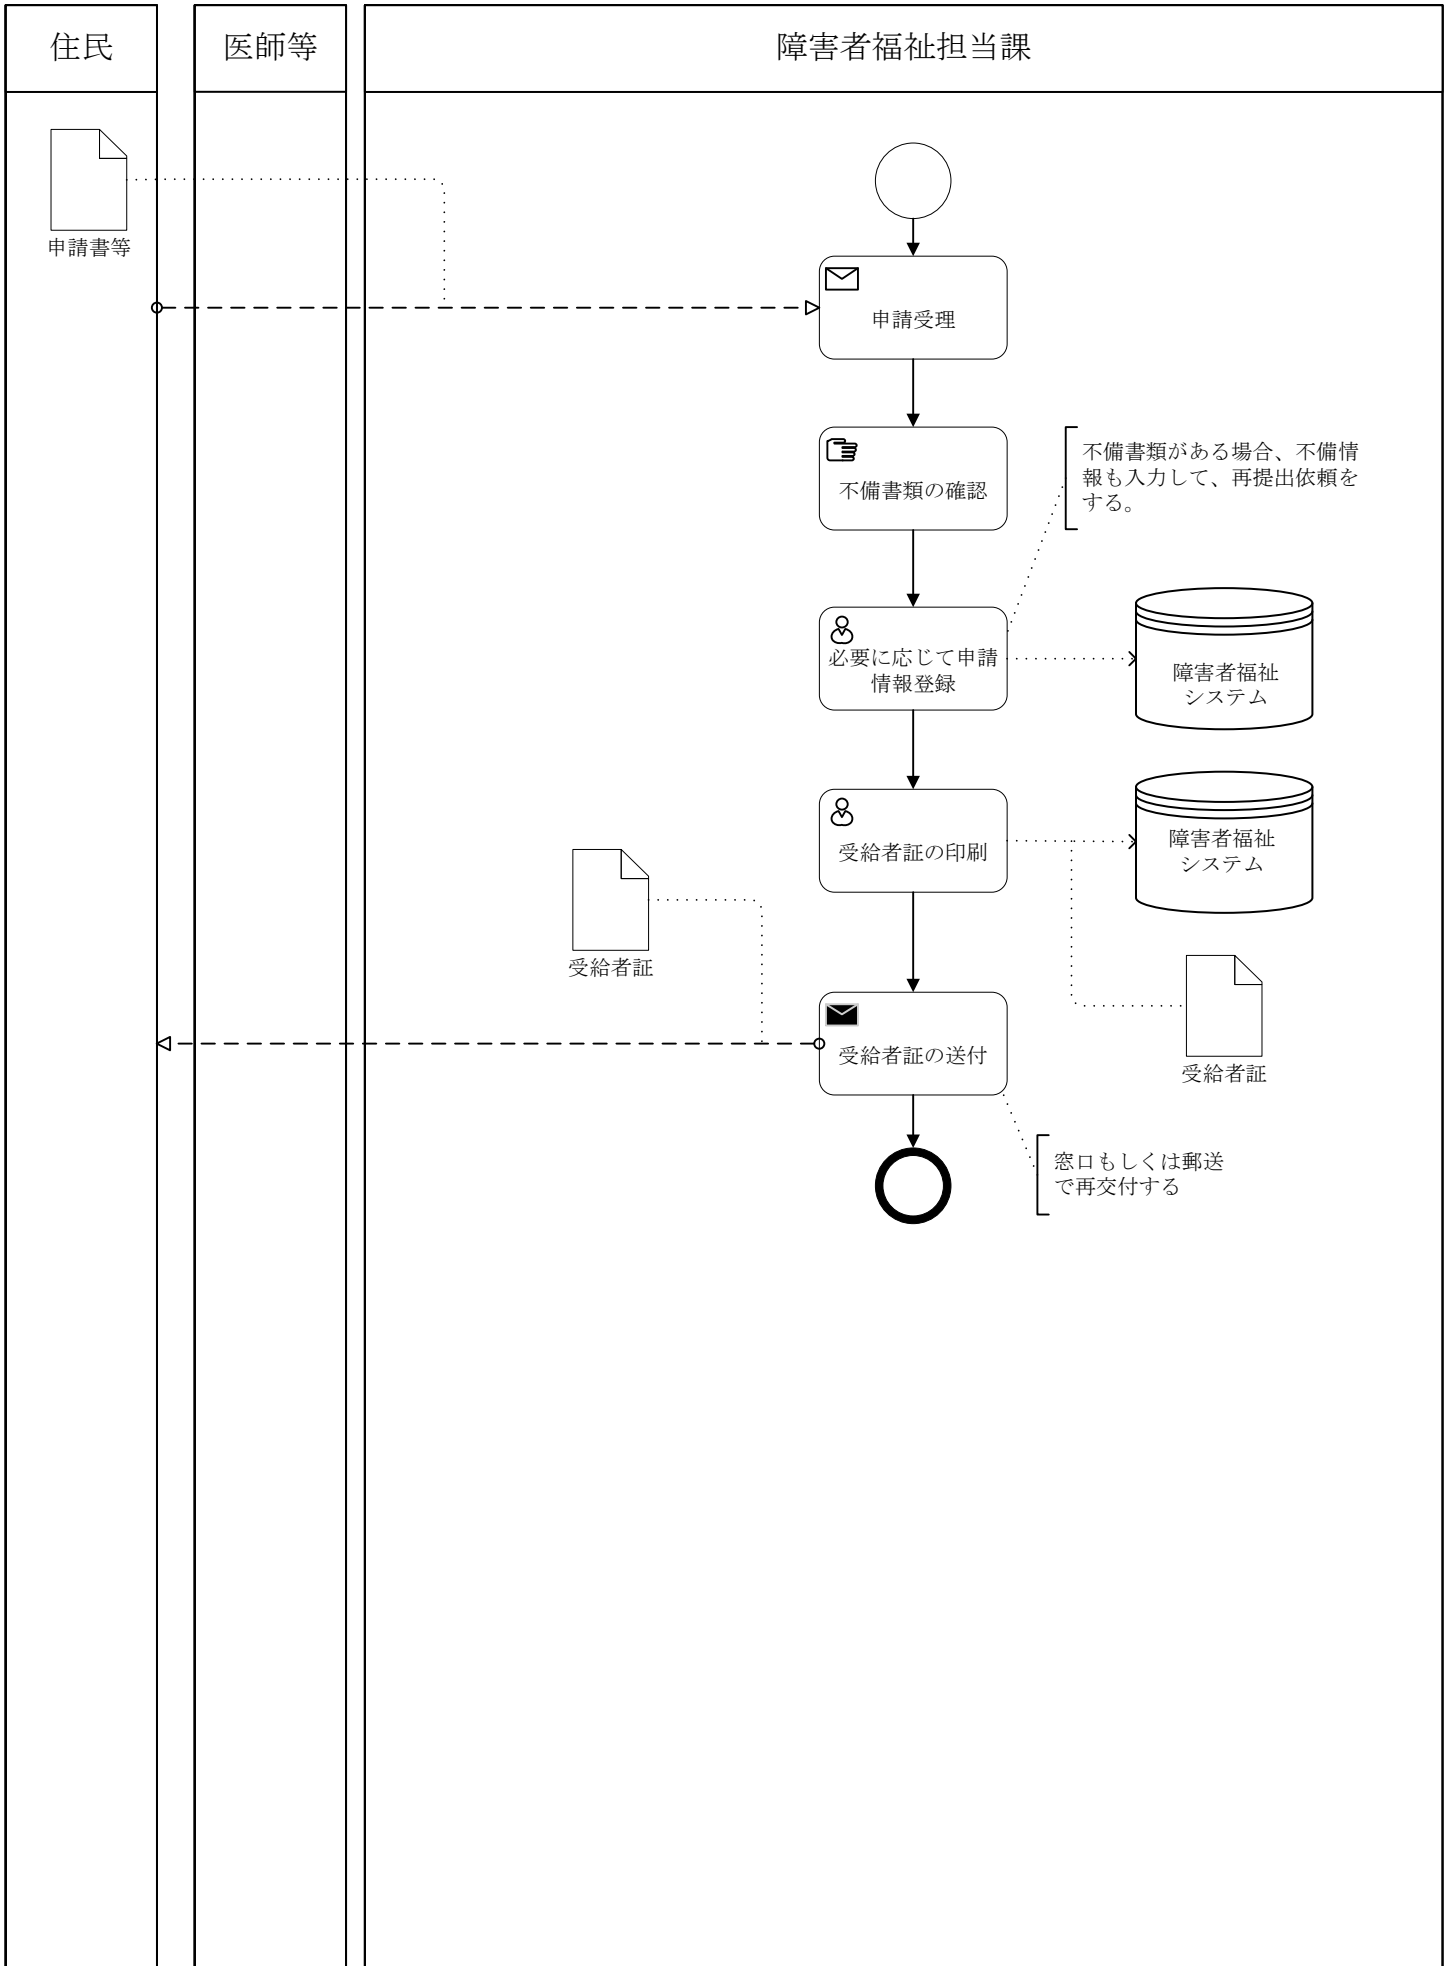 住民
医師等
障害者福祉担当課
申請書等
申請受理
不備書類の確認
不備書類がある場合、不備情
報も入力して、再提出依頼を
する。
必要に応じて申請
情報登録
障害者福祉
システム
受給者証の印刷
障害者福祉
システム
受給者証
受給者証の送付
受給者証
窓口もしくは郵送
で再交付する